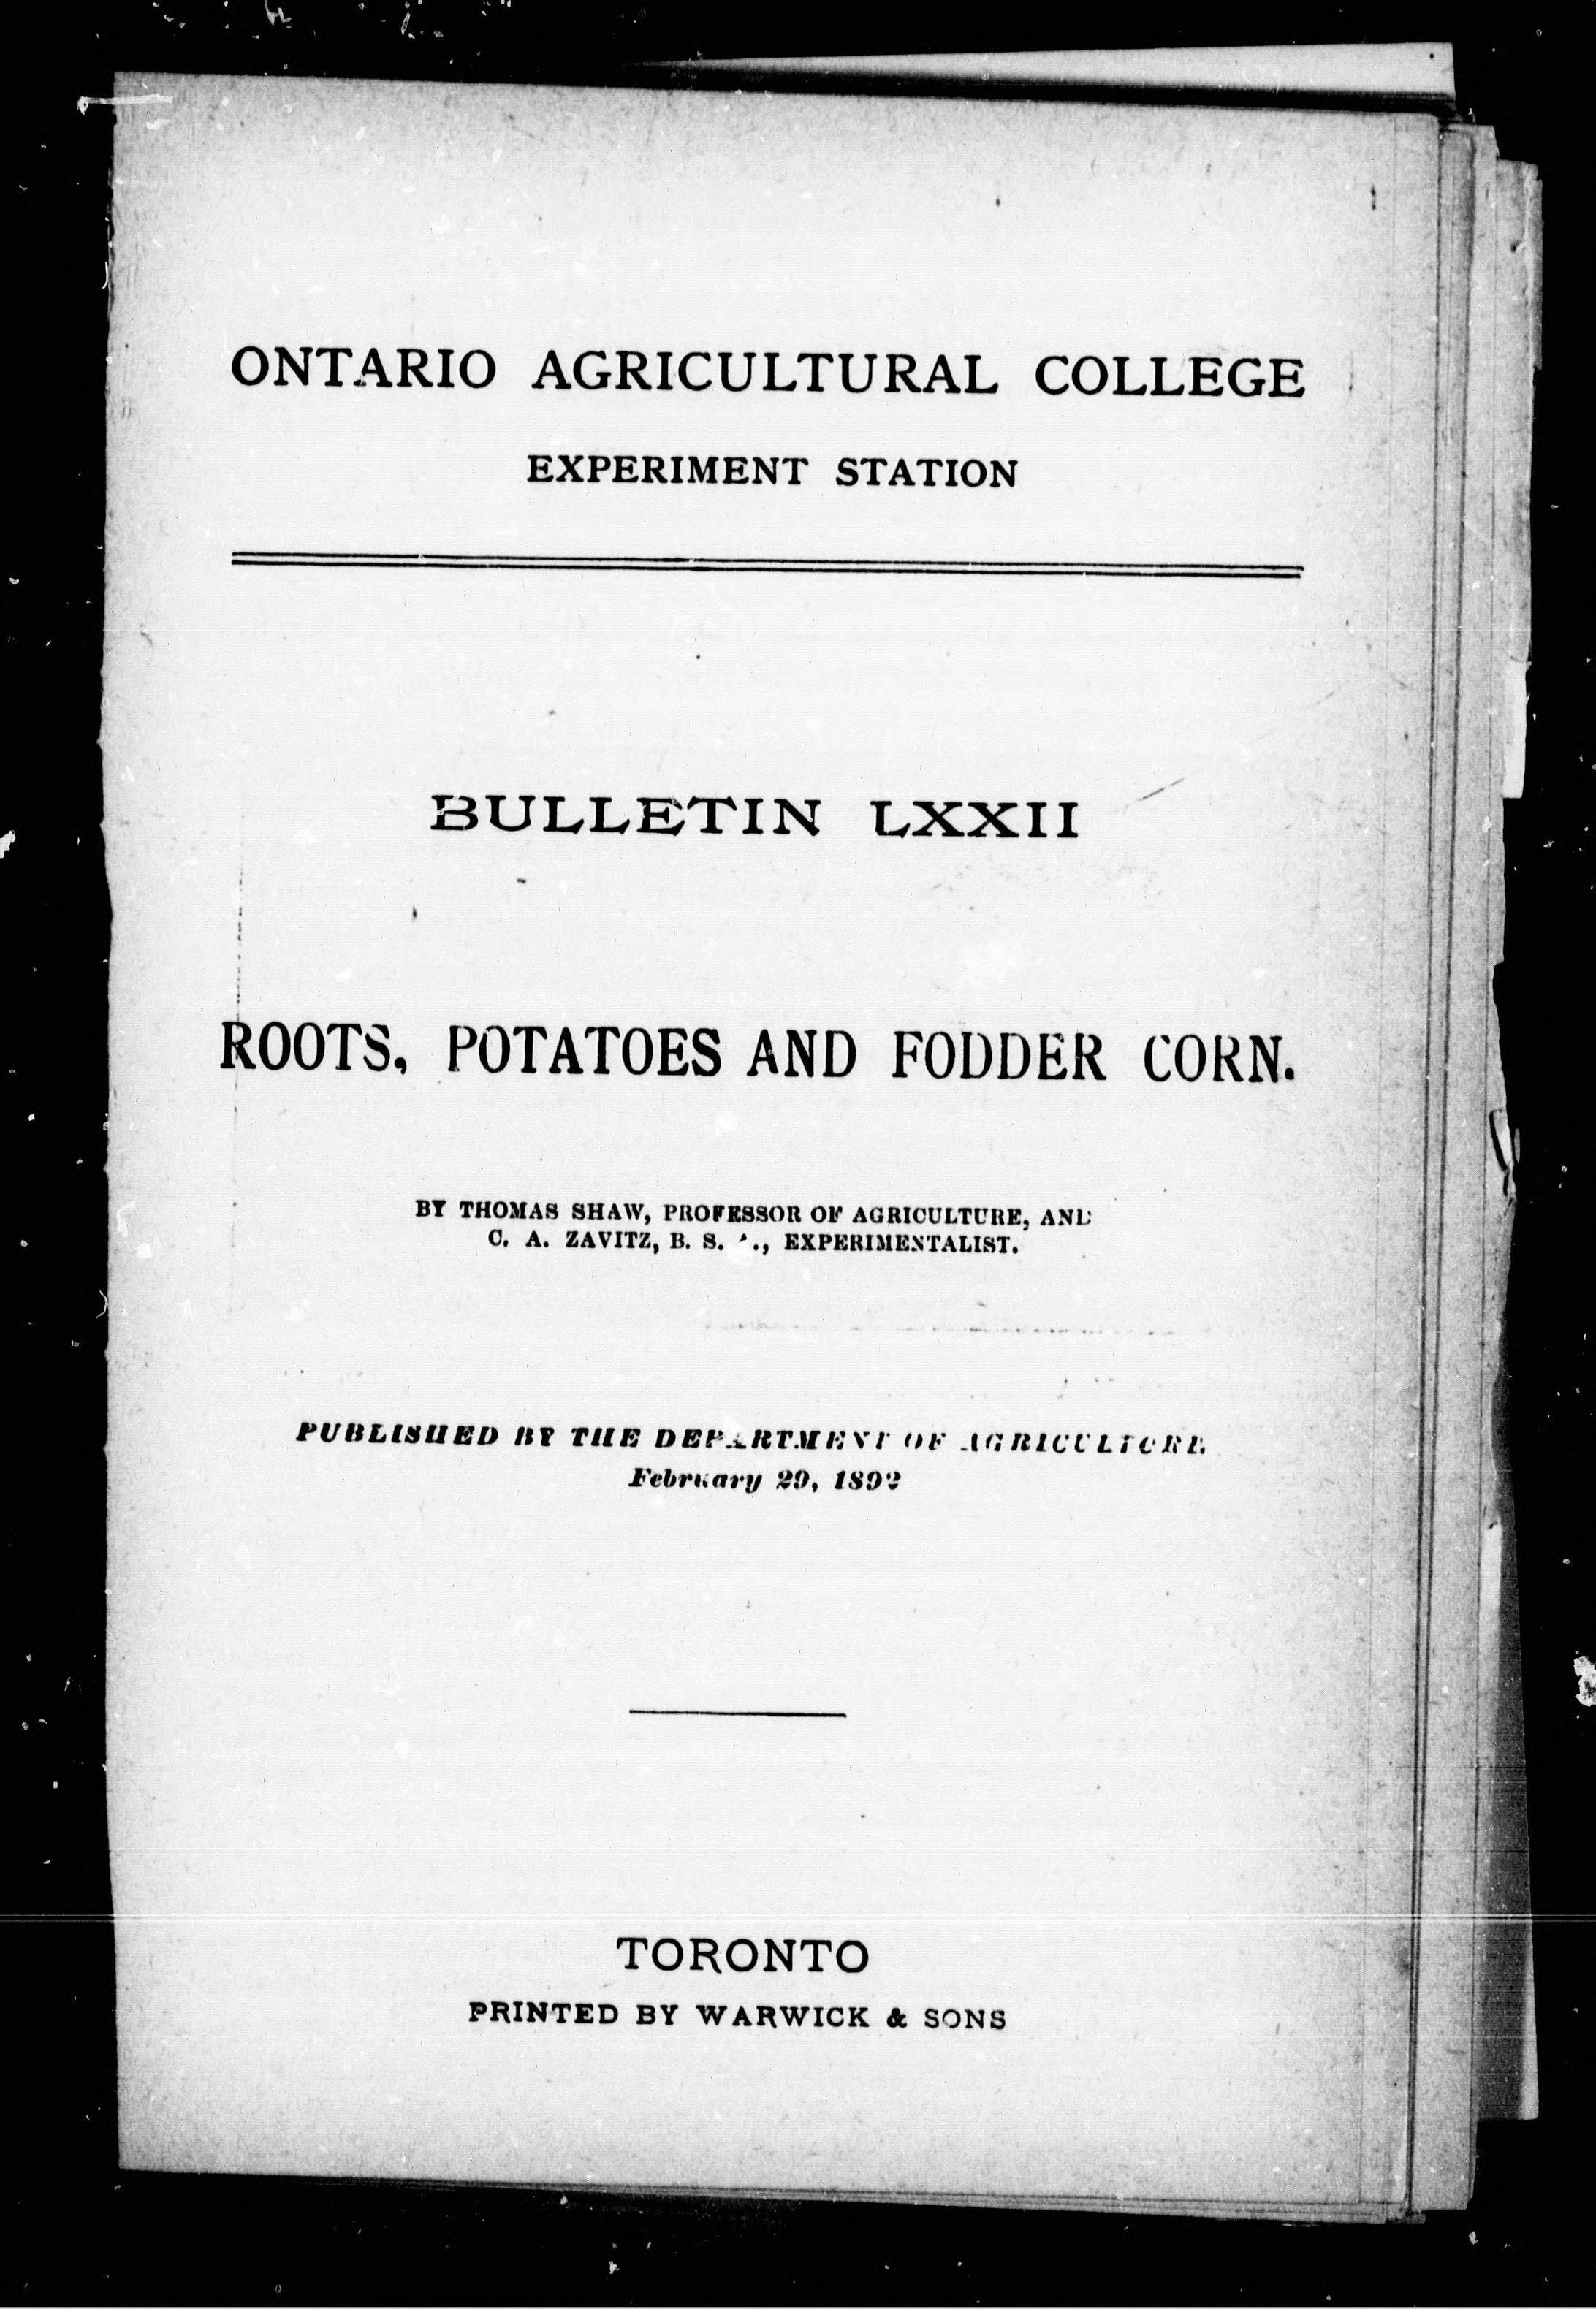 ONTARIO AGRICULTURAL COLLEGE
EXPERIMENT STATION
BULLETIN LXXII
ROOTS, POTATOES AND FODDER CORN.
BY THOMAS SHAW, PROFESSOR OF AGRICULTURE, AND
C. A. ZAVITZ, B. S. A., EXPERIMENTALIST.
PUBLISHED BY THE DEPARTMENT OF AGRICULTURE
February 29, 1892
TORONTO
PRINTED BY WARWICK & SONS